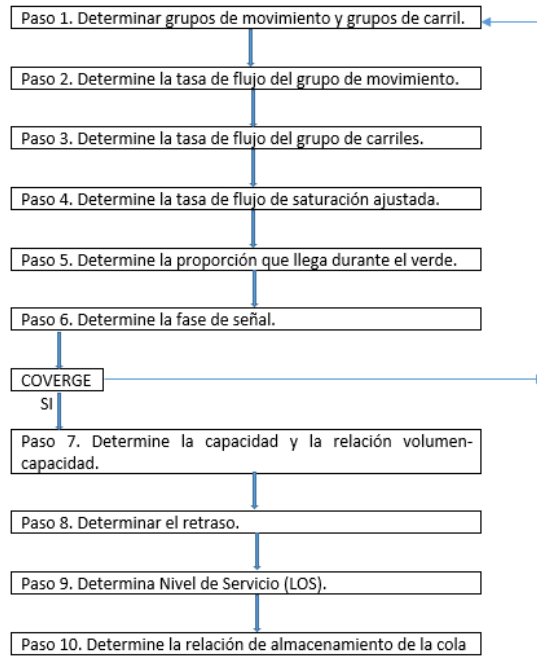 Paso 1. Determinar grupos de movimiento y grupos de carril.
Paso 2. Determine la tasa de flujo del grupo de movimiento.
Paso 3. Determine la tasa de flujo del grupo de carriles.
Paso 4. Determine la tasa de flujo de saturación ajustada.
Paso 5. Determine la proporción que llega durante el verde.
Paso 6. Determine la fase de señal.
COVERGE
SI
Paso 7. Determine la capacidad y la relación volumen-
capacidad.
Paso 8. Determinar el retraso.
Paso 9. Determina Nivel de Servicio (LOS).
Paso 10. Determine la relación de almacenamiento de la cola